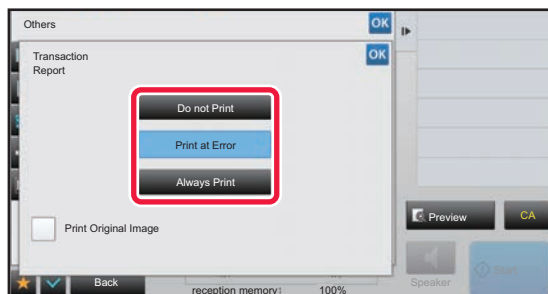 Others
OK
Transaction
Report
OK
Do not Print
Print at Error
Always Print
Print Original Image
Preview
CA
Back
reception memory:
100%
Speaker
Start